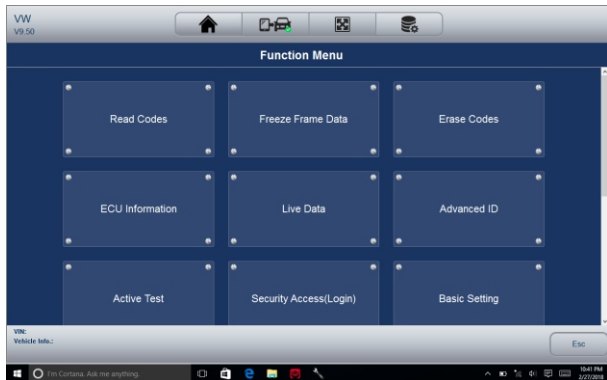 VW
V9.50
Function Menu
Read Codes
Freeze Frame Data
Erase Codes
ECU Information
Live Data
Advanced ID
Active Test
Security Access(Login)
Basic Setting
VIN:
Vehicle Info.:
Esc
I'm Cortana. Ask me anything.
10:41 PM
2/27/2018